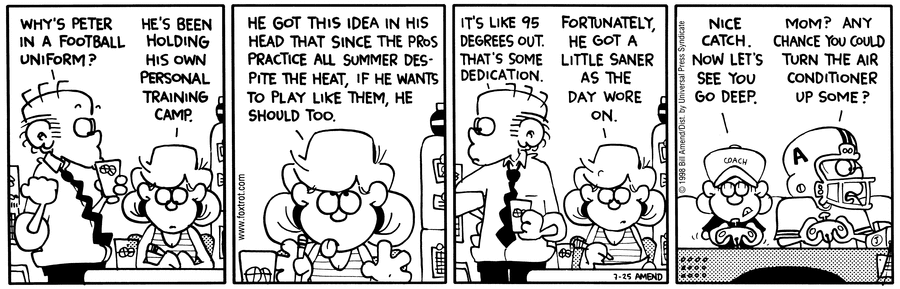 WHY'S PETER
IN A FOOTBALL
UNIFORM?
HE'S BEEN
HOLDING
HIS OWN
PERSONAL
TRAINING
CAMP.
HE GOT THIS IDEA IN HIS
HEAD THAT SINCE THE PROS
PRACTICE ALL SUMMER DES-
PITE THE HEAT, IF HE WANTS
TO PLAY LIKE THEM, HE
SHOULD TOO.
www.foxtrot.com
IT'S LIKE 95
DEGREES OUT.
THAT'S SOME
DEDICATION.
FORTUNATELY,
HE GOT A
LITTLE SANER
AS THE
DAY WORE
ON.
7-25 AMEND
© 1998 Bill Amend/Dist. by Universal Press Syndicate
NICE
CATCH.
NOW LET'S
SEE YOU
GO DEEP.
MOM? ANY
CHANCE YOU COULD
TURN THE AIR
CONDITIONER
UP SOME?
COACH
A